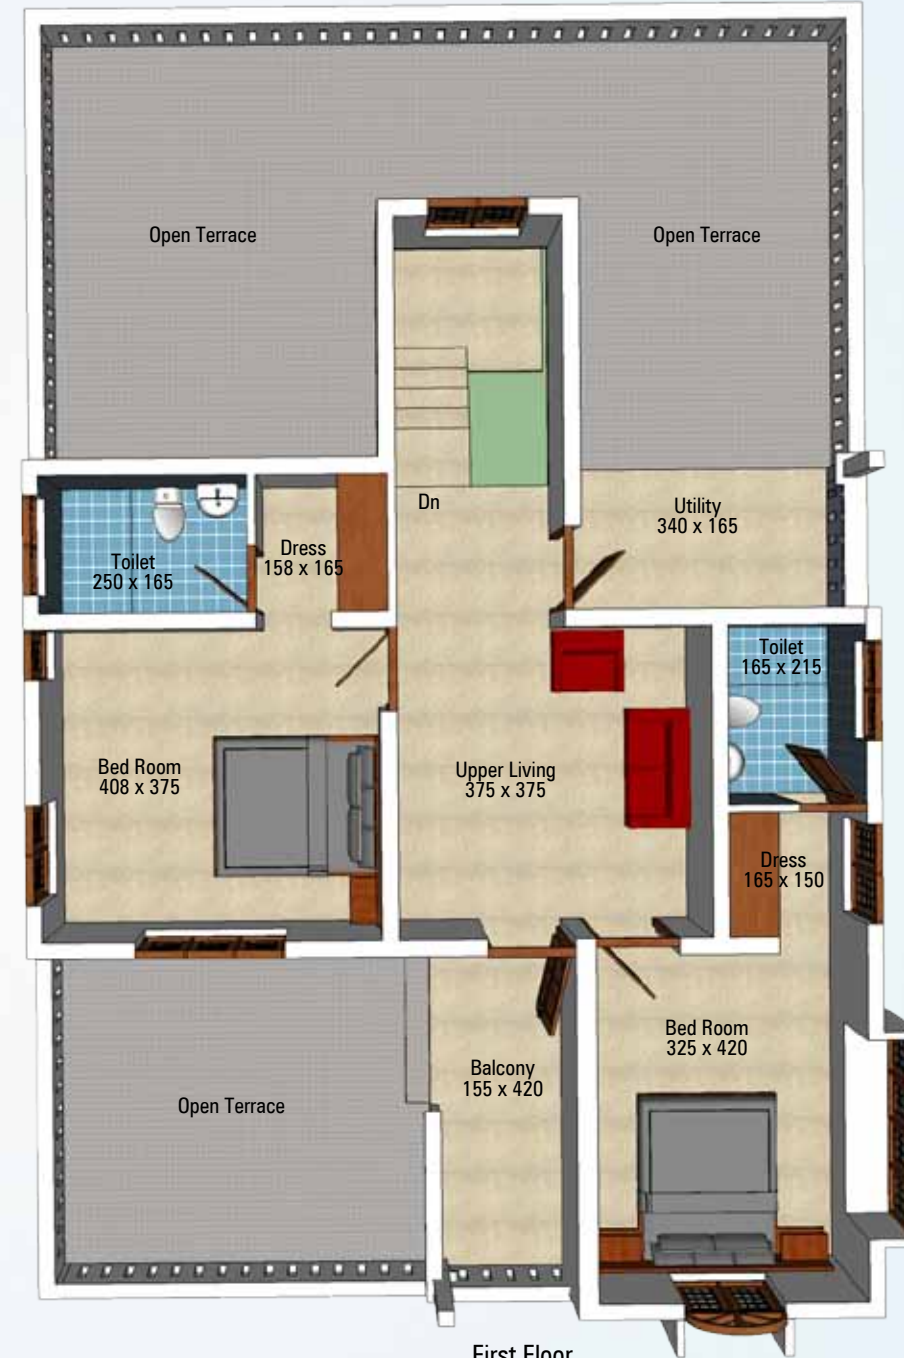 Open Terrace
Open Terrace
Dn
Utility
340 x 165
Toilet
250 x 165
Dress
158 x 165
Toilet
165 x 215
Bed Room
408 x 375
Upper Living
375 x 375
Dress
165 x 150
Bed Room
325 x 420
Balcony
155 x 420
Open Terrace
First Floor